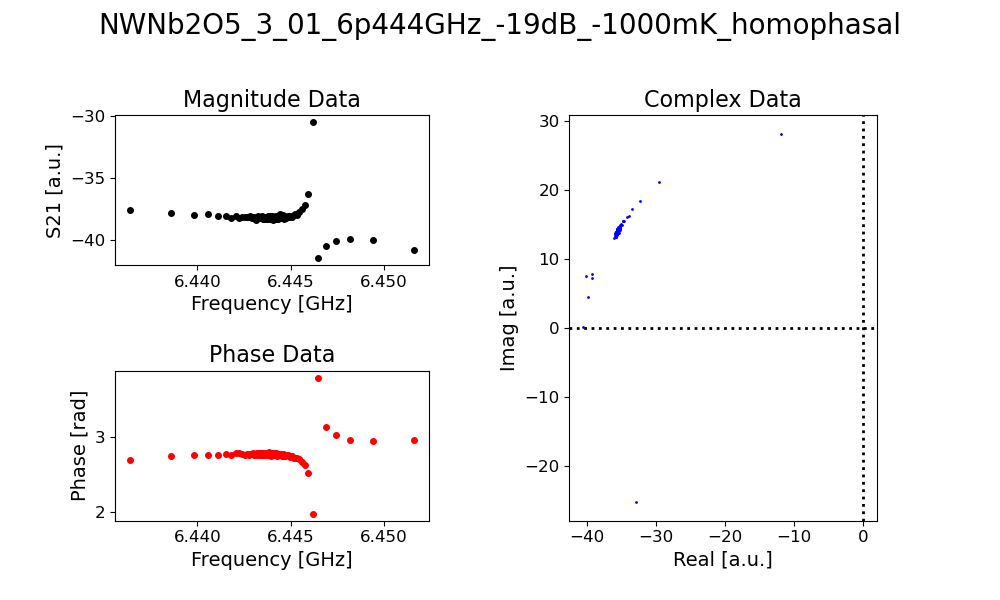 NWNb2O5_3_01_6p444GHz_-19dB_-1000mK_homophasal
Magnitude Data
S21 [a.u.]
−30
−35
−40
6.440 6.445 6.450
Frequency [GHz]
Phase Data
Phase [rad]
3
2
6.440 6.445 6.450
Frequency [GHz]
Complex Data
Imag [a.u.]
30
20
10
0
−10
−20
−40 −30 −20 −10 0
Real [a.u.]